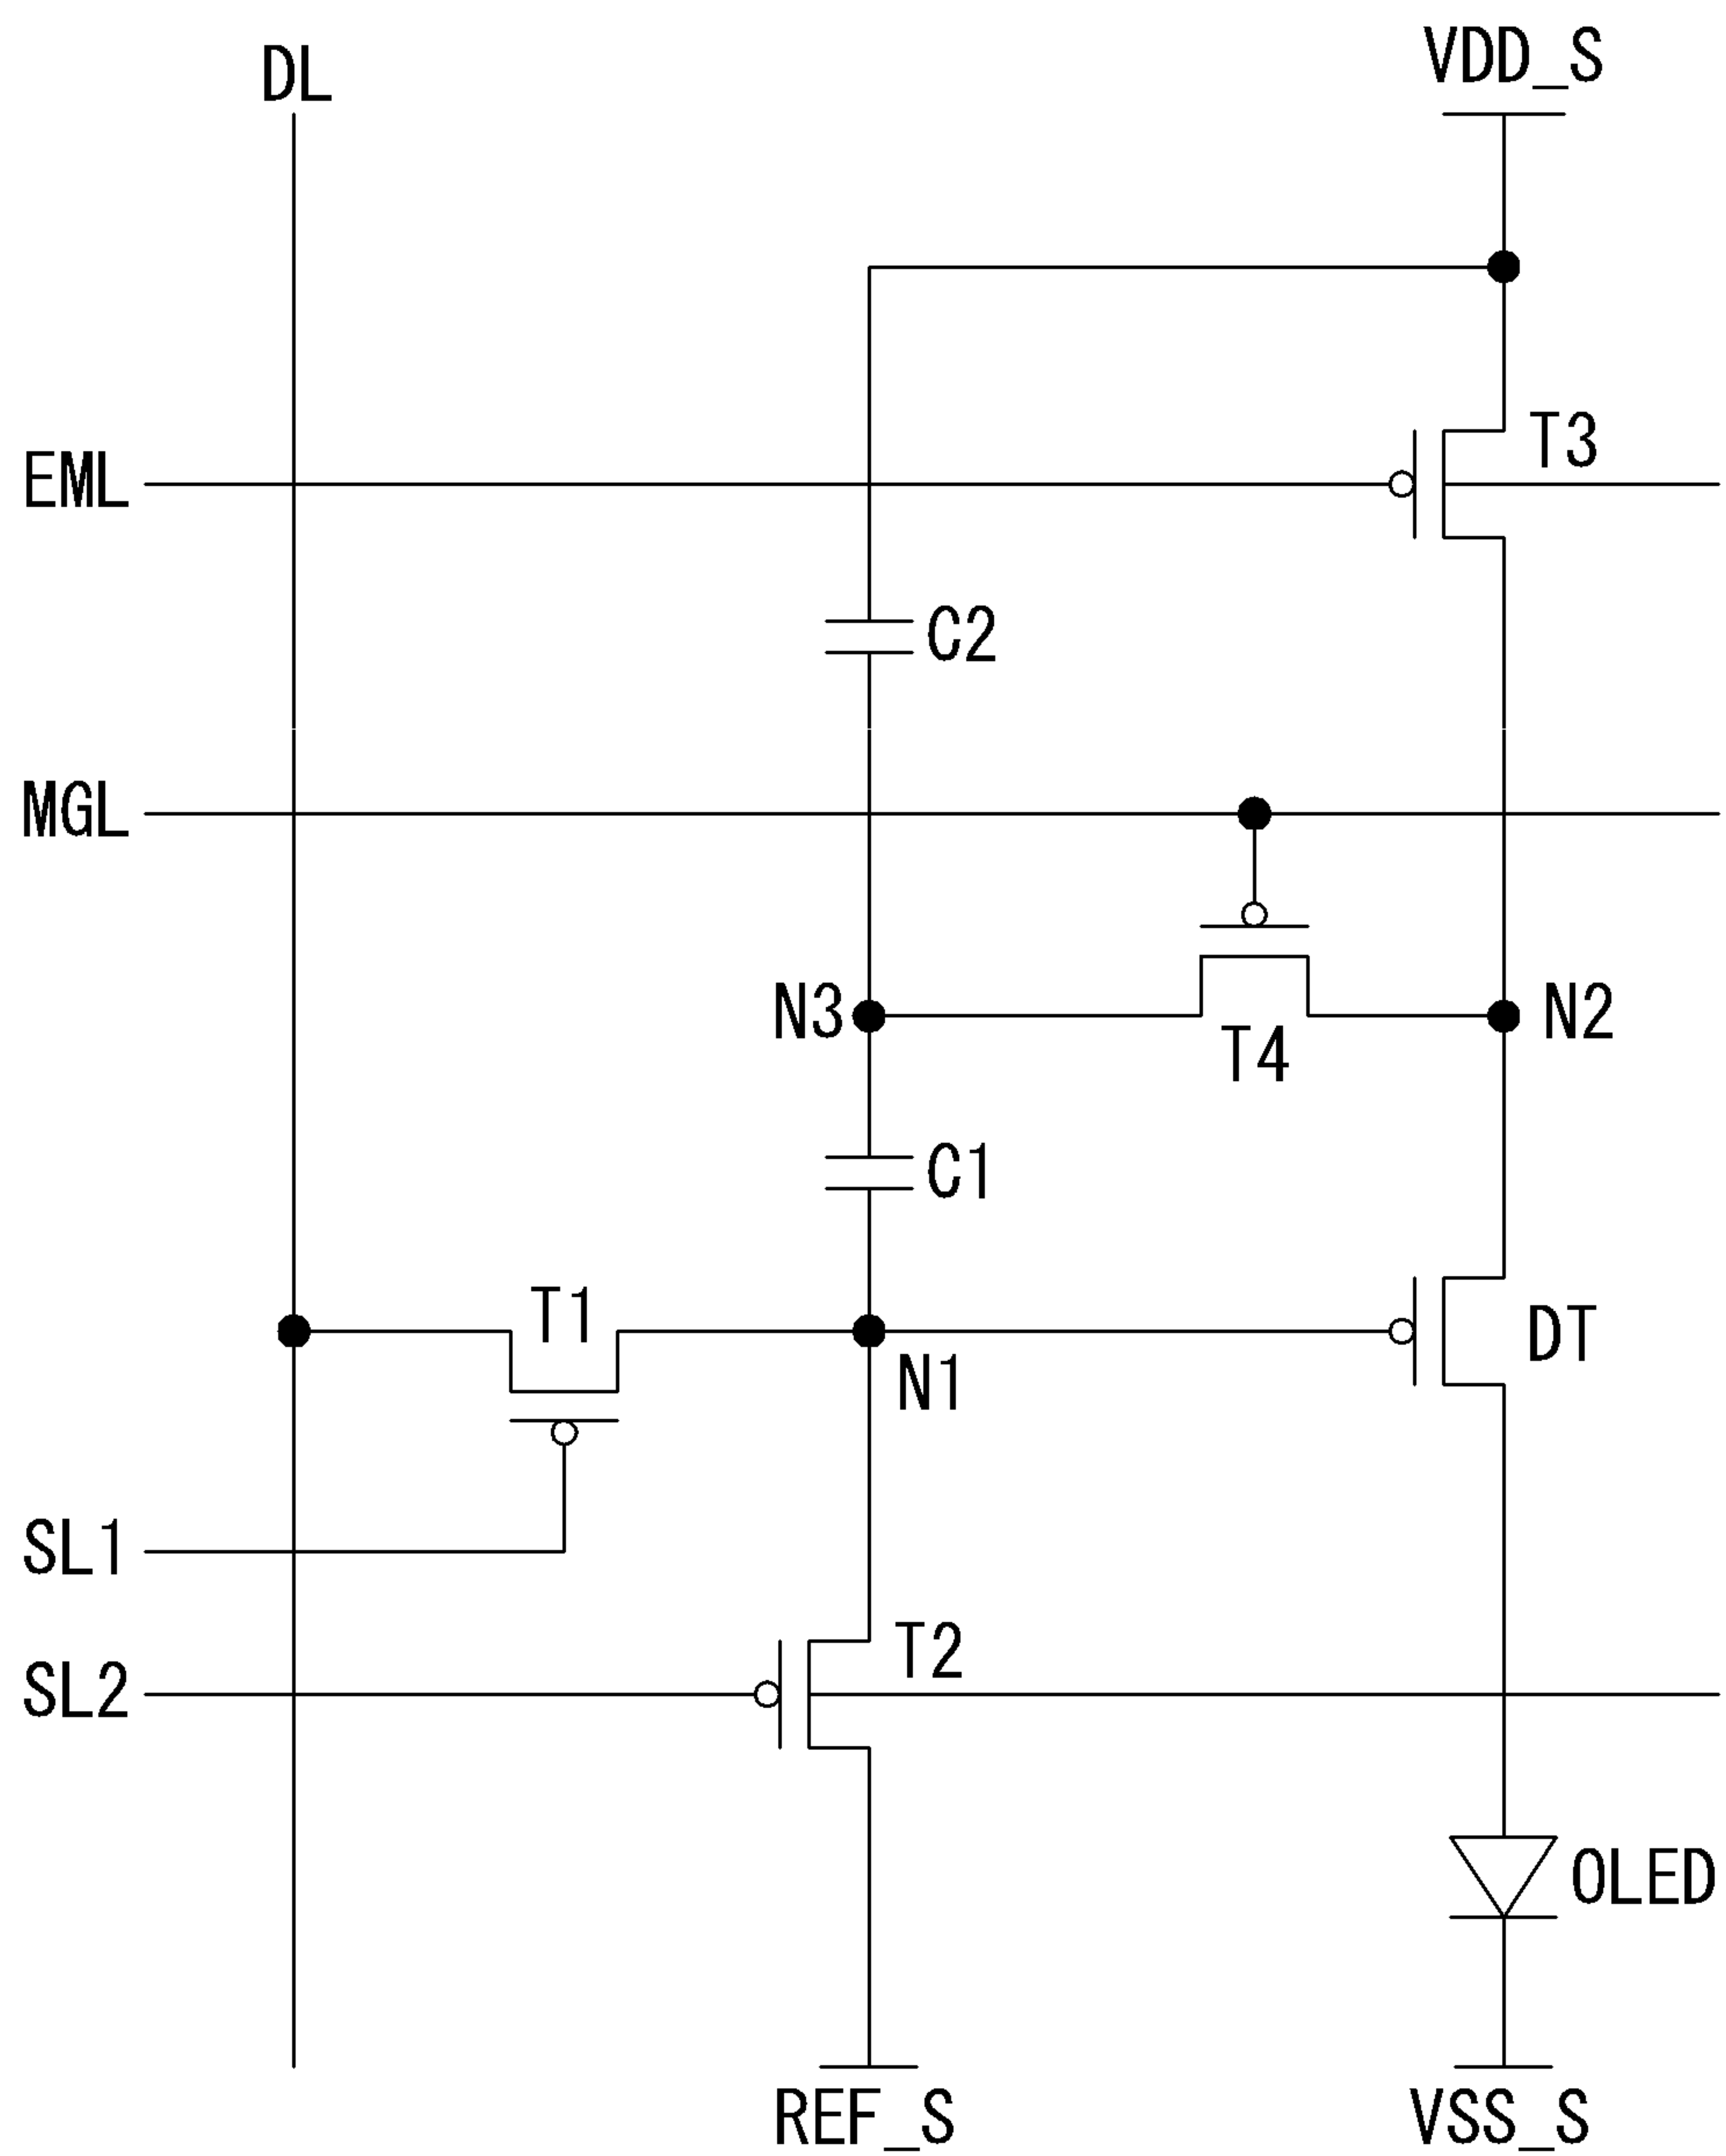 DL
VDD_S
T3
EML
C2
MGL
N3
N2
T4
C1
T1
DT
N1
SL1
T2
SL2
OLED
REF_S
VSS_S